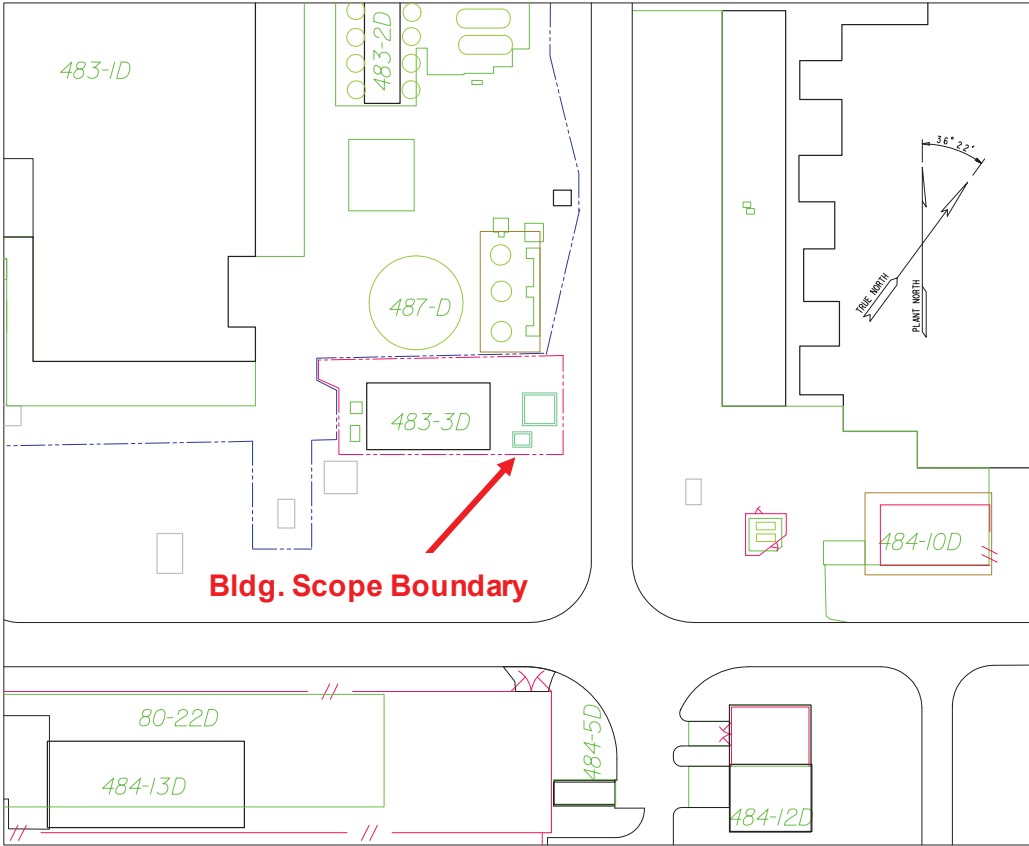 483-1D
483-2D
36° 22'
TRUE NORTH
PLANT NORTH
487-D
483-3D
484-10D
Bldg. Scope Boundary
80-22D
484-5D
484-13D
484-12D